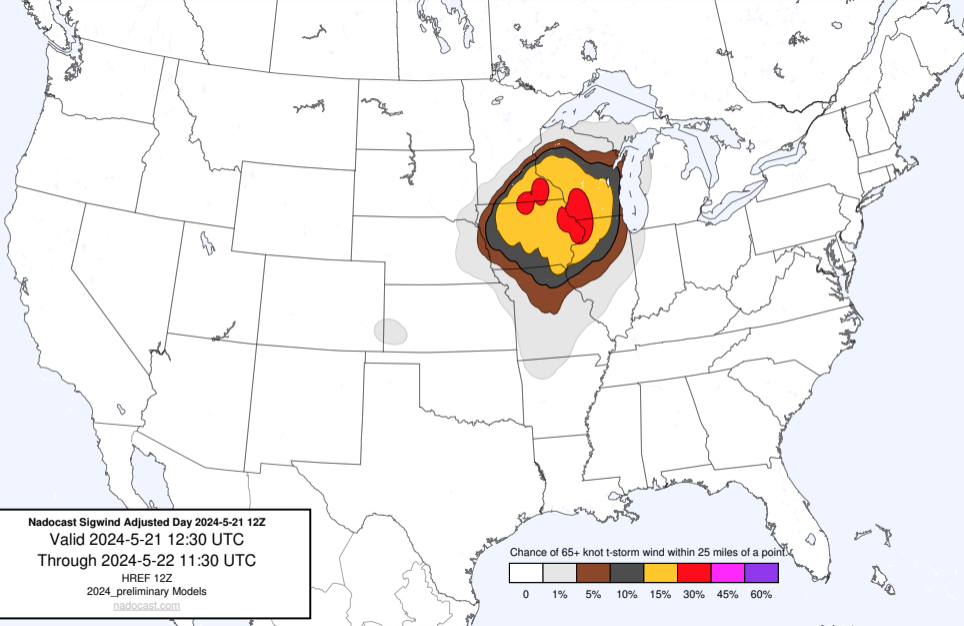 Nadocast Sigwind Adjusted Day 2024-5-21 12Z
Valid 2024-5-21 12:30 UTC
Through 2024-5-22 11:30 UTC
HREF 12Z
2024_preliminary Models
nadocast.com
Chance of 65+ knot t-storm wind within 25 miles of a point.
0 1% 5% 10% 15% 30% 45% 60%